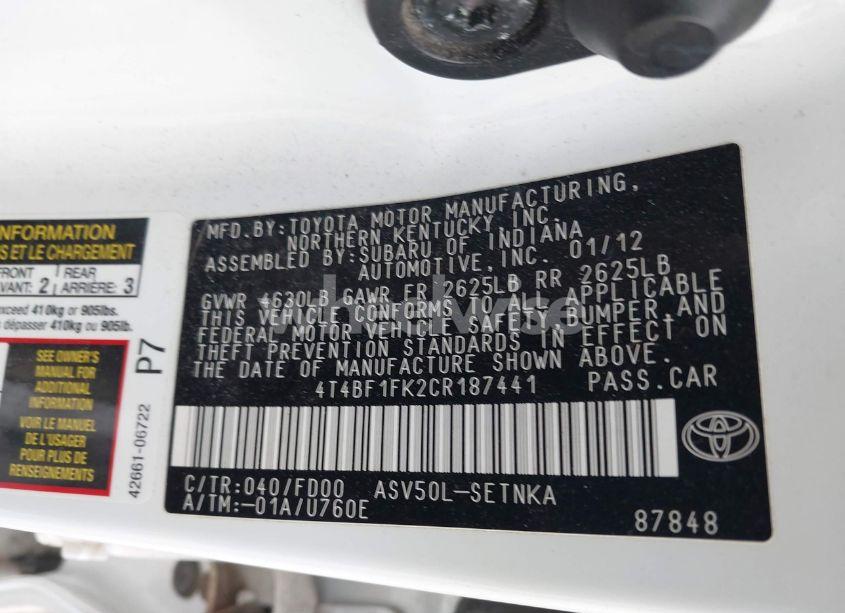 INFORMATION
S ET LE CHARGEMENT
FRONT REAR
AVANT: 2 ARRIÈRE: 3
exceed 410kg or 905lbs.
dépasser 410kg ou 905lb.
SEE OWNER'S
MANUAL FOR
ADDITIONAL
INFORMATION
VOIR LE MANUEL
DE L'USAGER
POUR PLUS DE
RENSEIGNEMENTS
P7
42661-06722
MFD.BY:TOYOTA MOTOR MANUFACTURING,
NORTHERN KENTUCKY INC.
ASSEMBLED BY:SUBARU OF INDIANA
AUTOMOTIVE,INC. 01/12
GVWR 4630LB GAWR FR 2625LB RR 2625LB
THIS VEHICLE CONFORMS TO ALL APPLICABLE
FEDERAL MOTOR VEHICLE SAFETY,BUMPER,AND
THEFT PREVENTION STANDARDS IN EFFECT ON
THE DATE OF MANUFACTURE SHOWN ABOVE.
4T4BF1FK2CR187441 PASS.CAR
C/TR:040/FD00 ASV50L-SETNKA
A/TM:-01A/U760E
87848